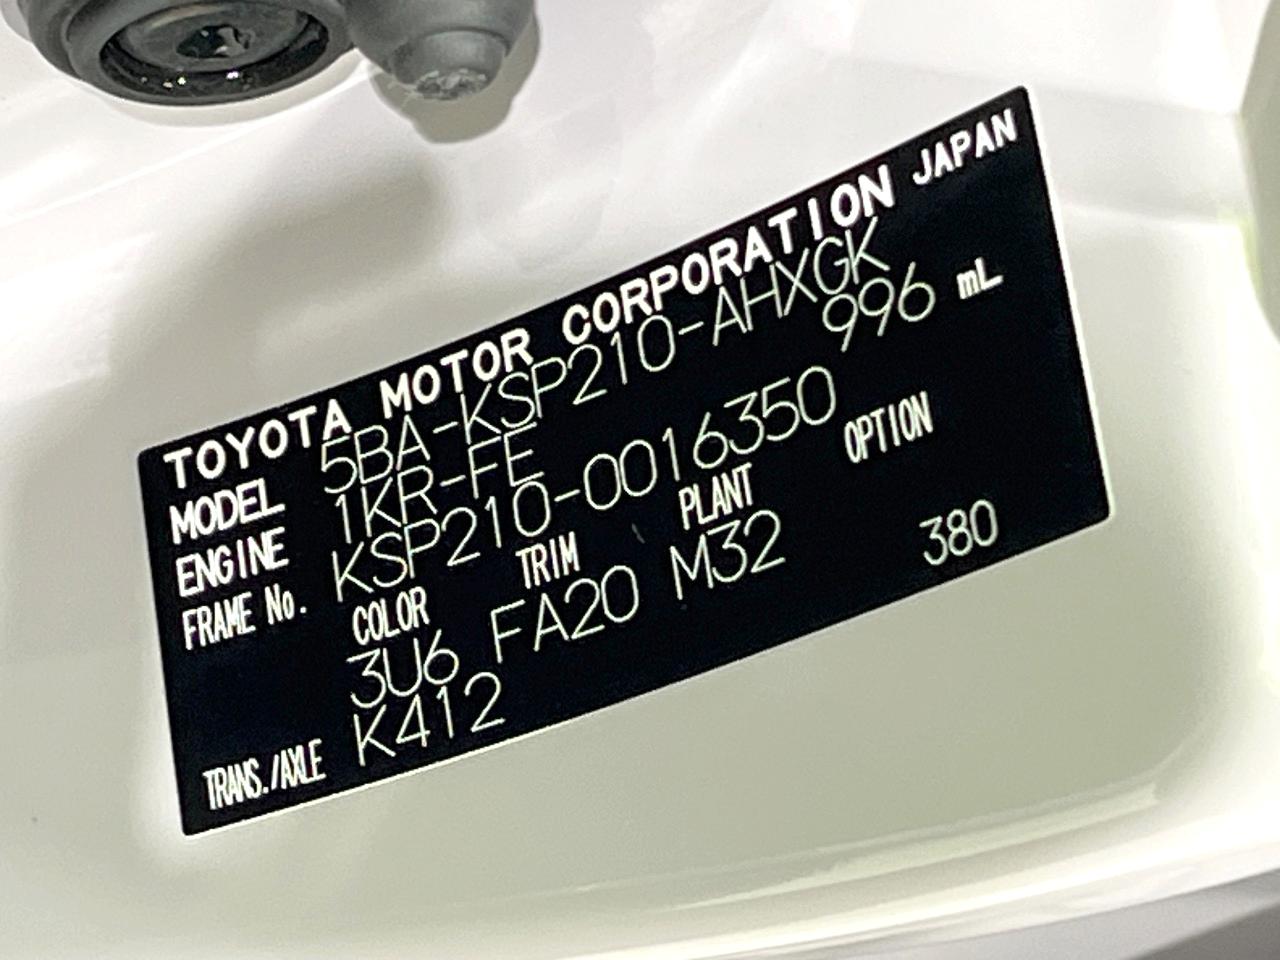 TOYOTA MOTOR CORPORATION JAPAN
MODEL 5BA-KSP210-AHXGK
ENGINE 1KR-FE 996 mL
FRAME No. KSP210-0016350
COLOR TRIM PLANT OPTION
3U6 FA20 M32 380
TRANS./AXLE K412